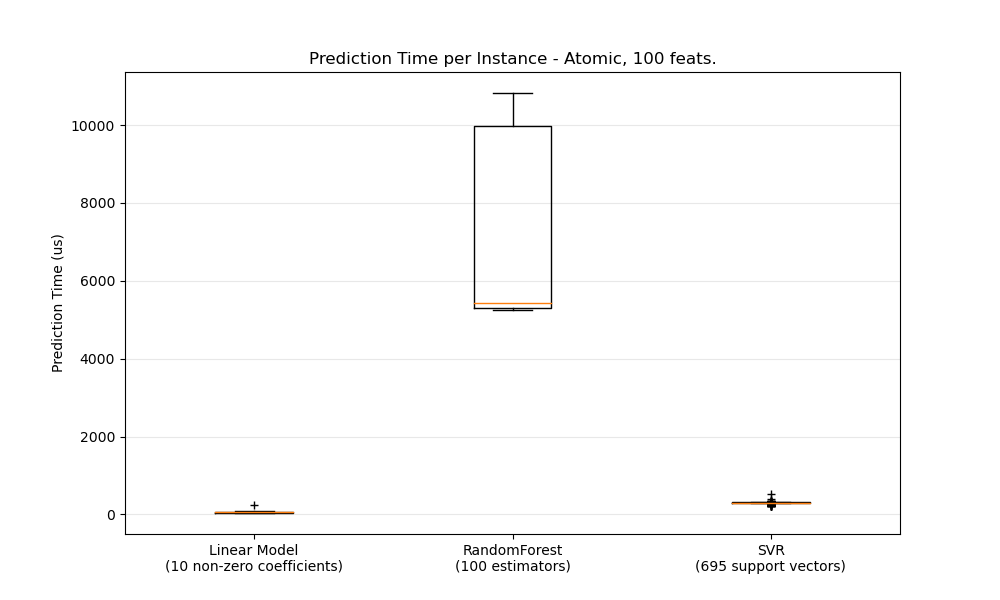 Prediction Time per Instance - Atomic, 100 feats.
Prediction Time (us)
10000
8000
6000
4000
2000
0
Linear Model
(10 non-zero coefficients)
RandomForest
(100 estimators)
SVR
(695 support vectors)